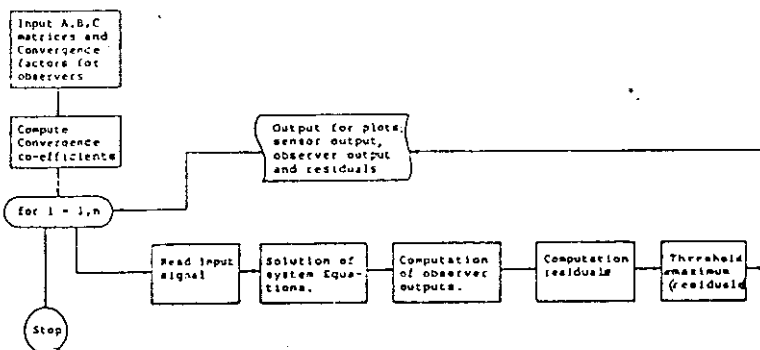 Input A,B,C
matrices and
Convergence
factors for
observers
Compute
Convergence
co-efficients
Output for plots,
sensor output,
observer output
and residuals
for i = 1,n
Read input
signal
Solution of
system Equa-
tions.
Computation
of observer
outputs.
Computation
residuals
Threshold
maximum
(residuals
Stop